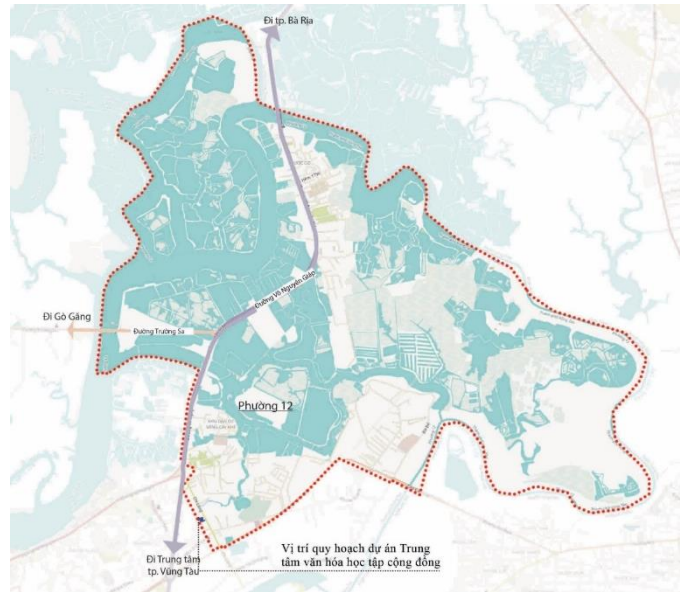 Đi tp. Bà Rịa
Đường Võ Nguyên Giáp
Đi Gò Găng
Đường Trường Sa
Phường 12
Đi Trung tâm
tp. Vũng Tàu
Vị trí quy hoạch dự án Trung
tâm văn hóa học tập cộng đồng